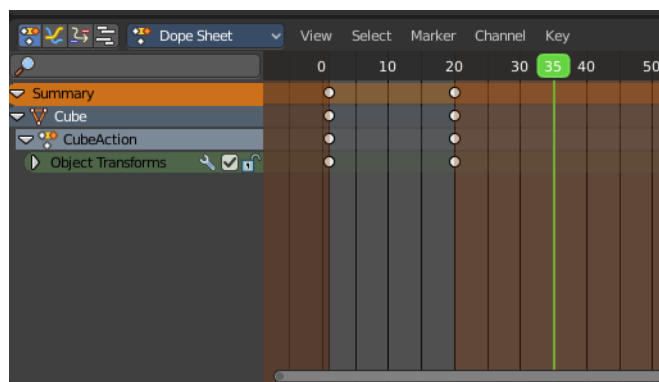 Dope Sheet View Select Marker Channel Key
0 10 20 30 35 40 50
Summary
Cube
CubeAction
Object Transforms